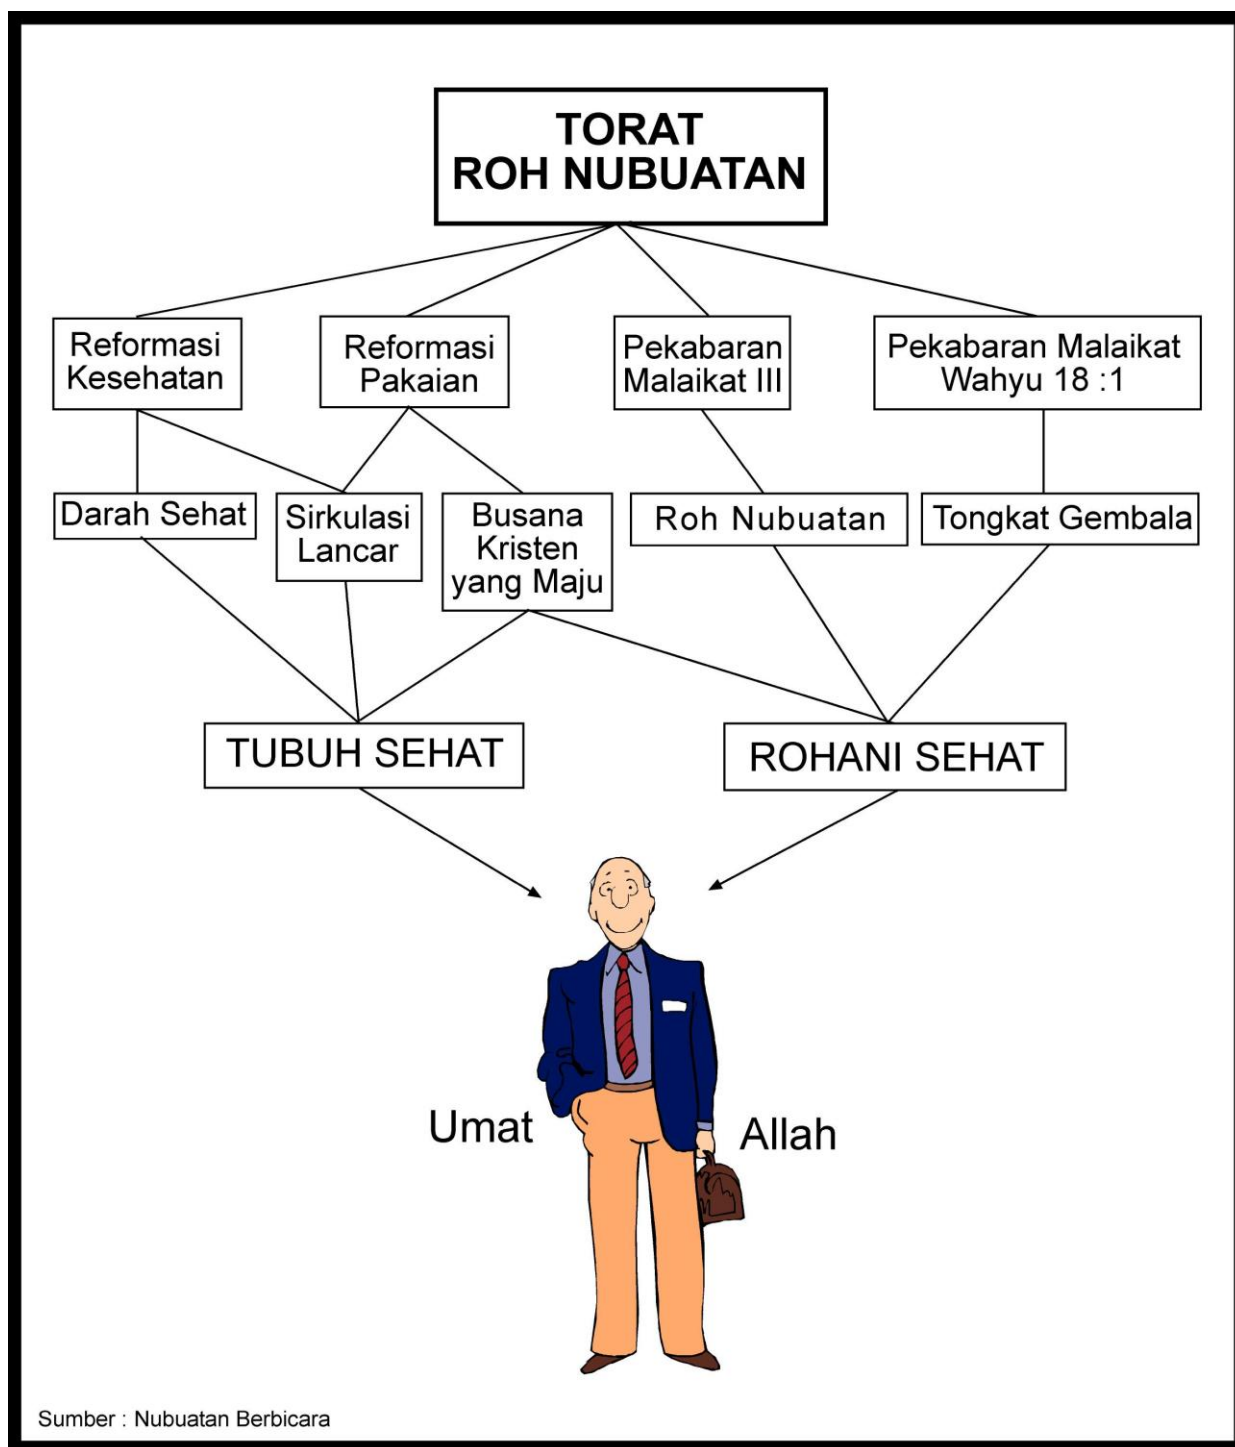 TORAT
ROH NUBUATAN
Reformasi
Kesehatan
Reformasi
Pakaian
Pekabaran
Malaikat III
Pekabaran Malaikat
Wahyu 18 :1
Darah Sehat
Sirkulasi
Lancar
Busana
Kristen
yang Maju
Roh Nubuatan
Tongkat Gembala
TUBUH SEHAT
ROHANI SEHAT
Umat
Allah
Sumber : Nubuatan Berbicara